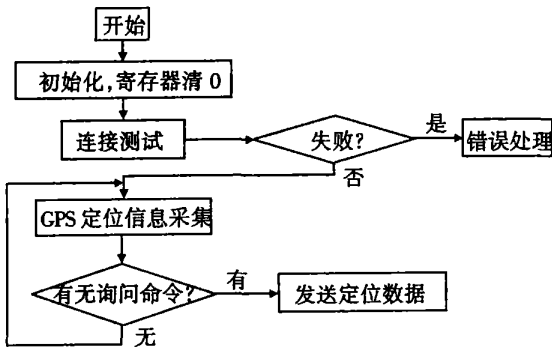 开始
初始化,寄存器清0
连接测试
失败?
是
错误处理
否
GPS定位信息采集
有无询问命令?
有
发送定位数据
无